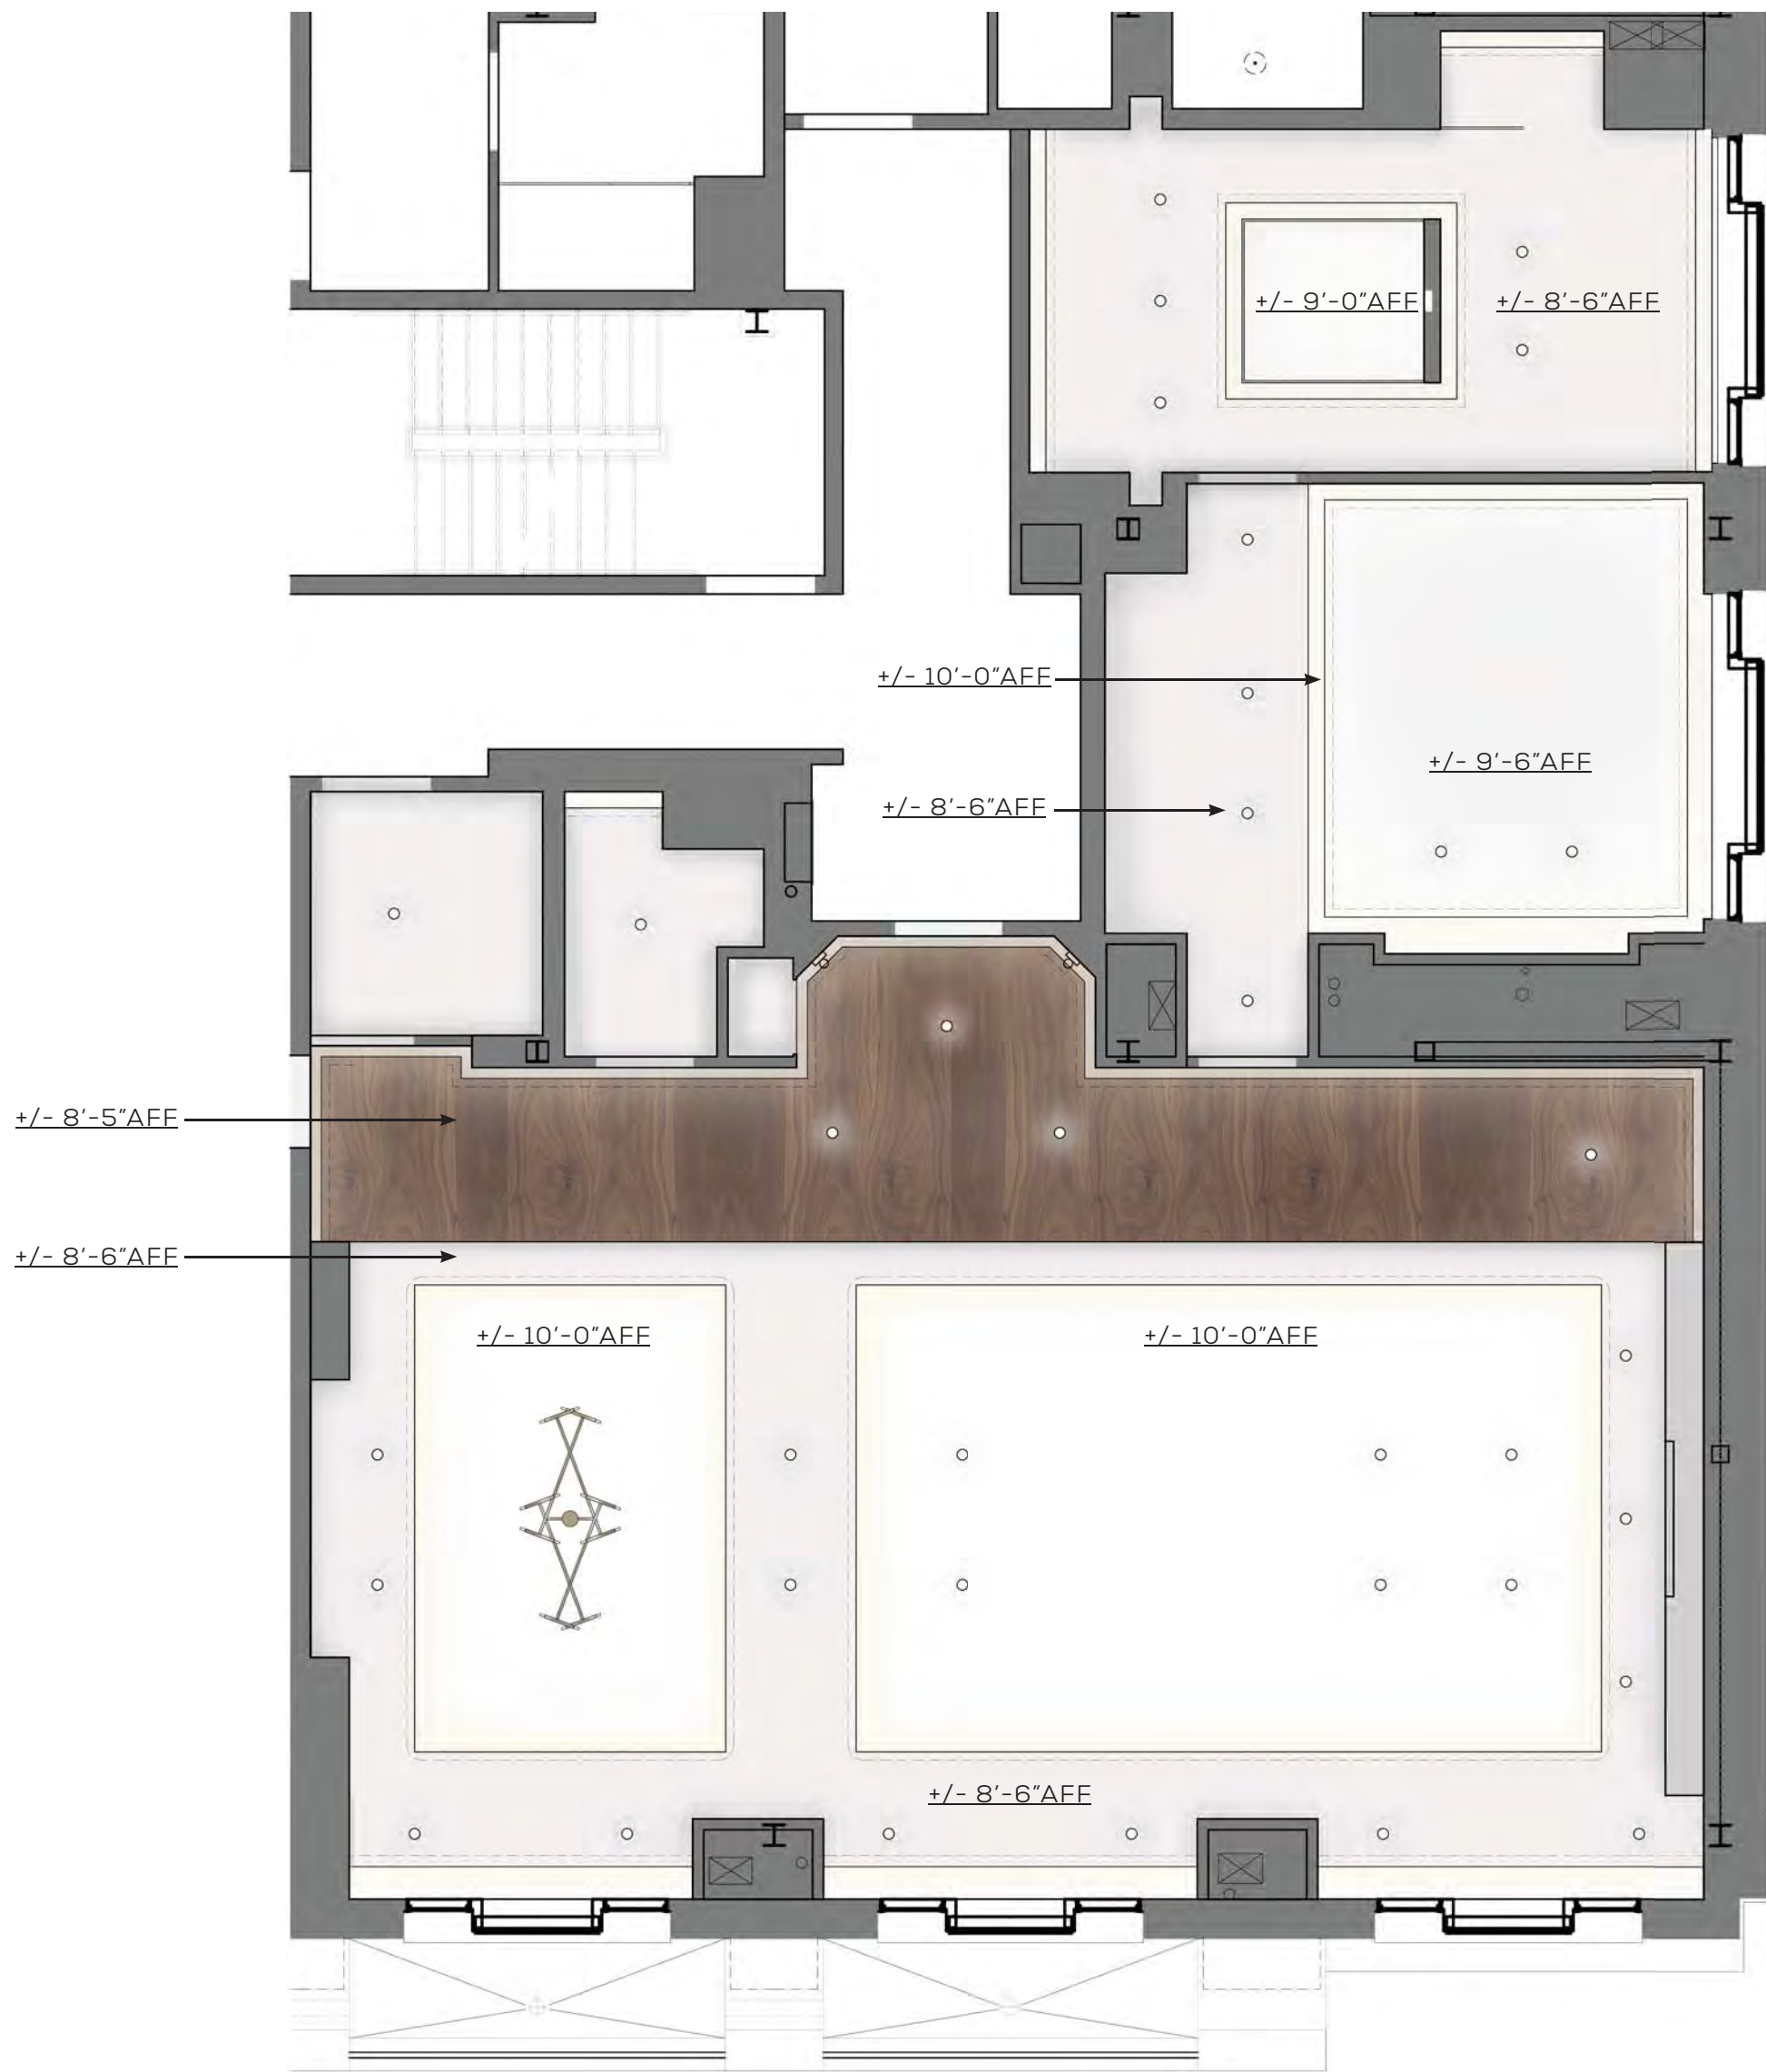 +/- 9’-0”AFF
+/- 8’-6”AFF
+/- 10’-0”AFF
+/- 9’-6”AFF
+/- 8’-6”AFF
+/- 8’-5”AFF
+/- 8’-6”AFF
+/- 10’-0”AFF
+/- 10’-0”AFF
+/- 8’-6”AFF